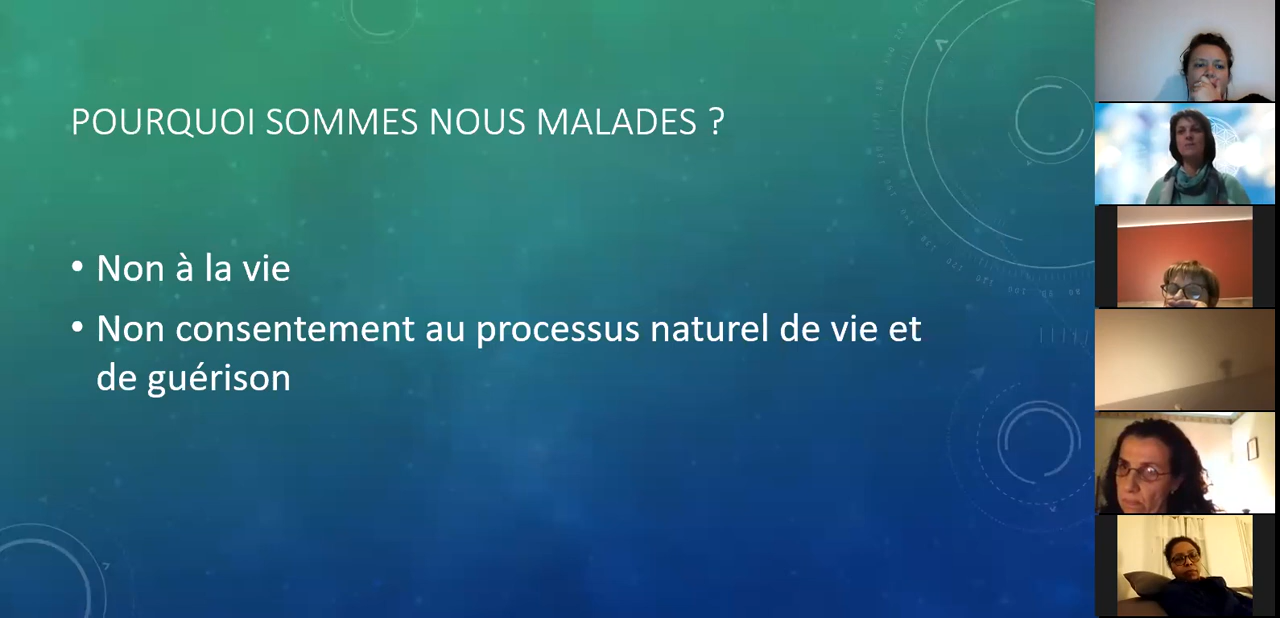 POURQUOI SOMMES NOUS MALADES ?
• Non à la vie
• Non consentement au processus naturel de vie et
de guérison